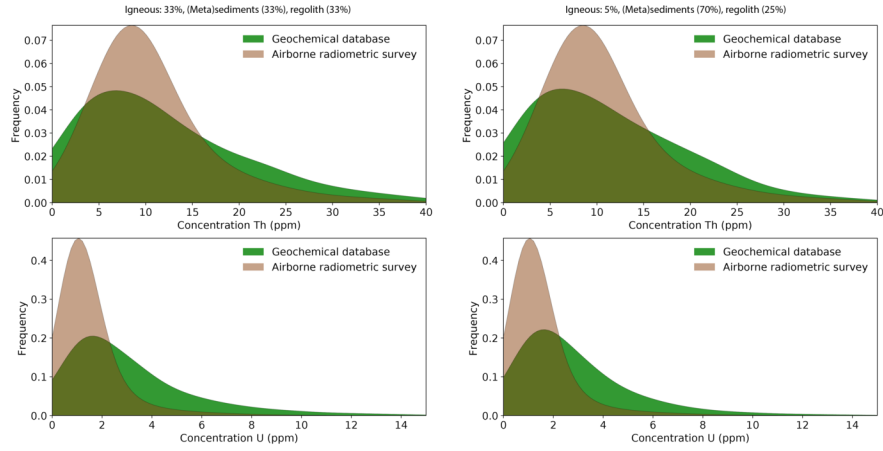 Igneous: 33%, (Meta)sediments (33%), regolith (33%)
Geochemical database
Airborne radiometric survey
Frequency
0.07
0.06
0.05
0.04
0.03
0.02
0.01
0.00
0 5 10 15 20 25 30 35 40
Concentration Th (ppm)
Igneous: 5%, (Meta)sediments (70%), regolith (25%)
Geochemical database
Airborne radiometric survey
Frequency
0.07
0.06
0.05
0.04
0.03
0.02
0.01
0.00
0 5 10 15 20 25 30 35 40
Concentration Th (ppm)
Geochemical database
Airborne radiometric survey
Frequency
0.4
0.3
0.2
0.1
0.0
0 2 4 6 8 10 12 14
Concentration U (ppm)
Geochemical database
Airborne radiometric survey
Frequency
0.4
0.3
0.2
0.1
0.0
0 2 4 6 8 10 12 14
Concentration U (ppm)